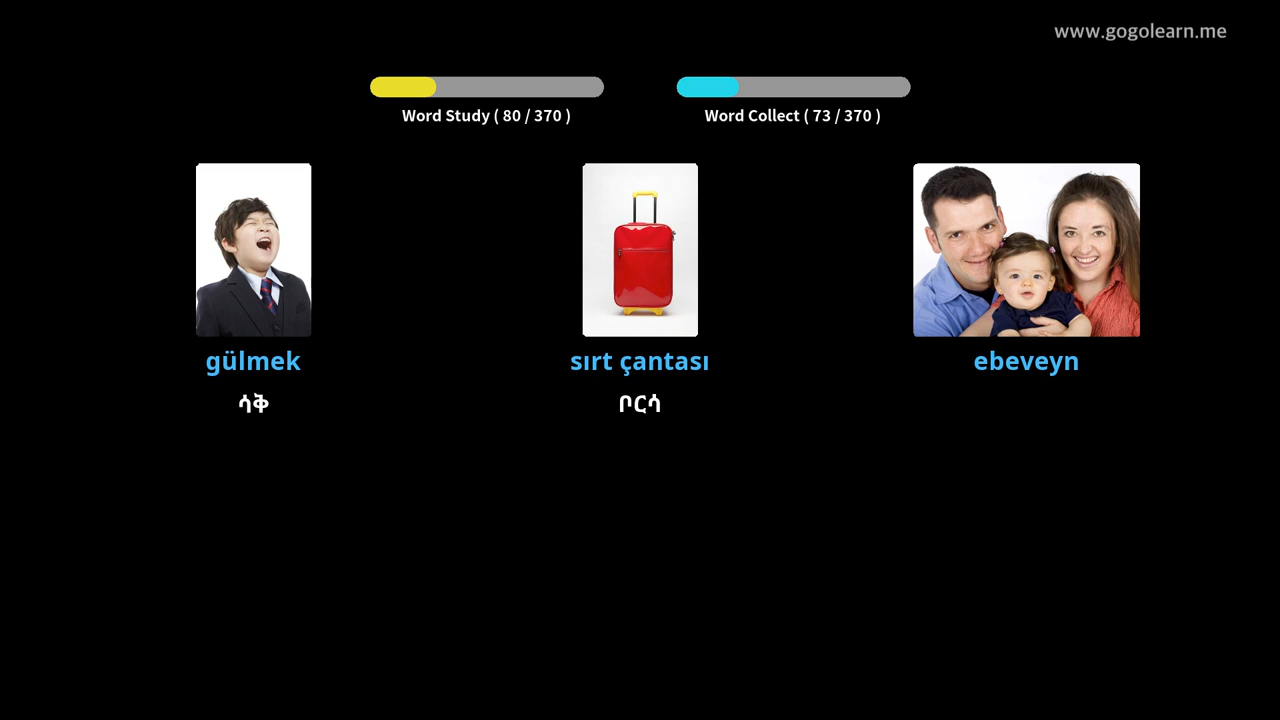 www.gogolearn.me
Word Study ( 80 / 370 )
Word Collect ( 73 / 370 )
gülmek
sırt çantası
ebeveyn
ሳቅ
ቦርሳ